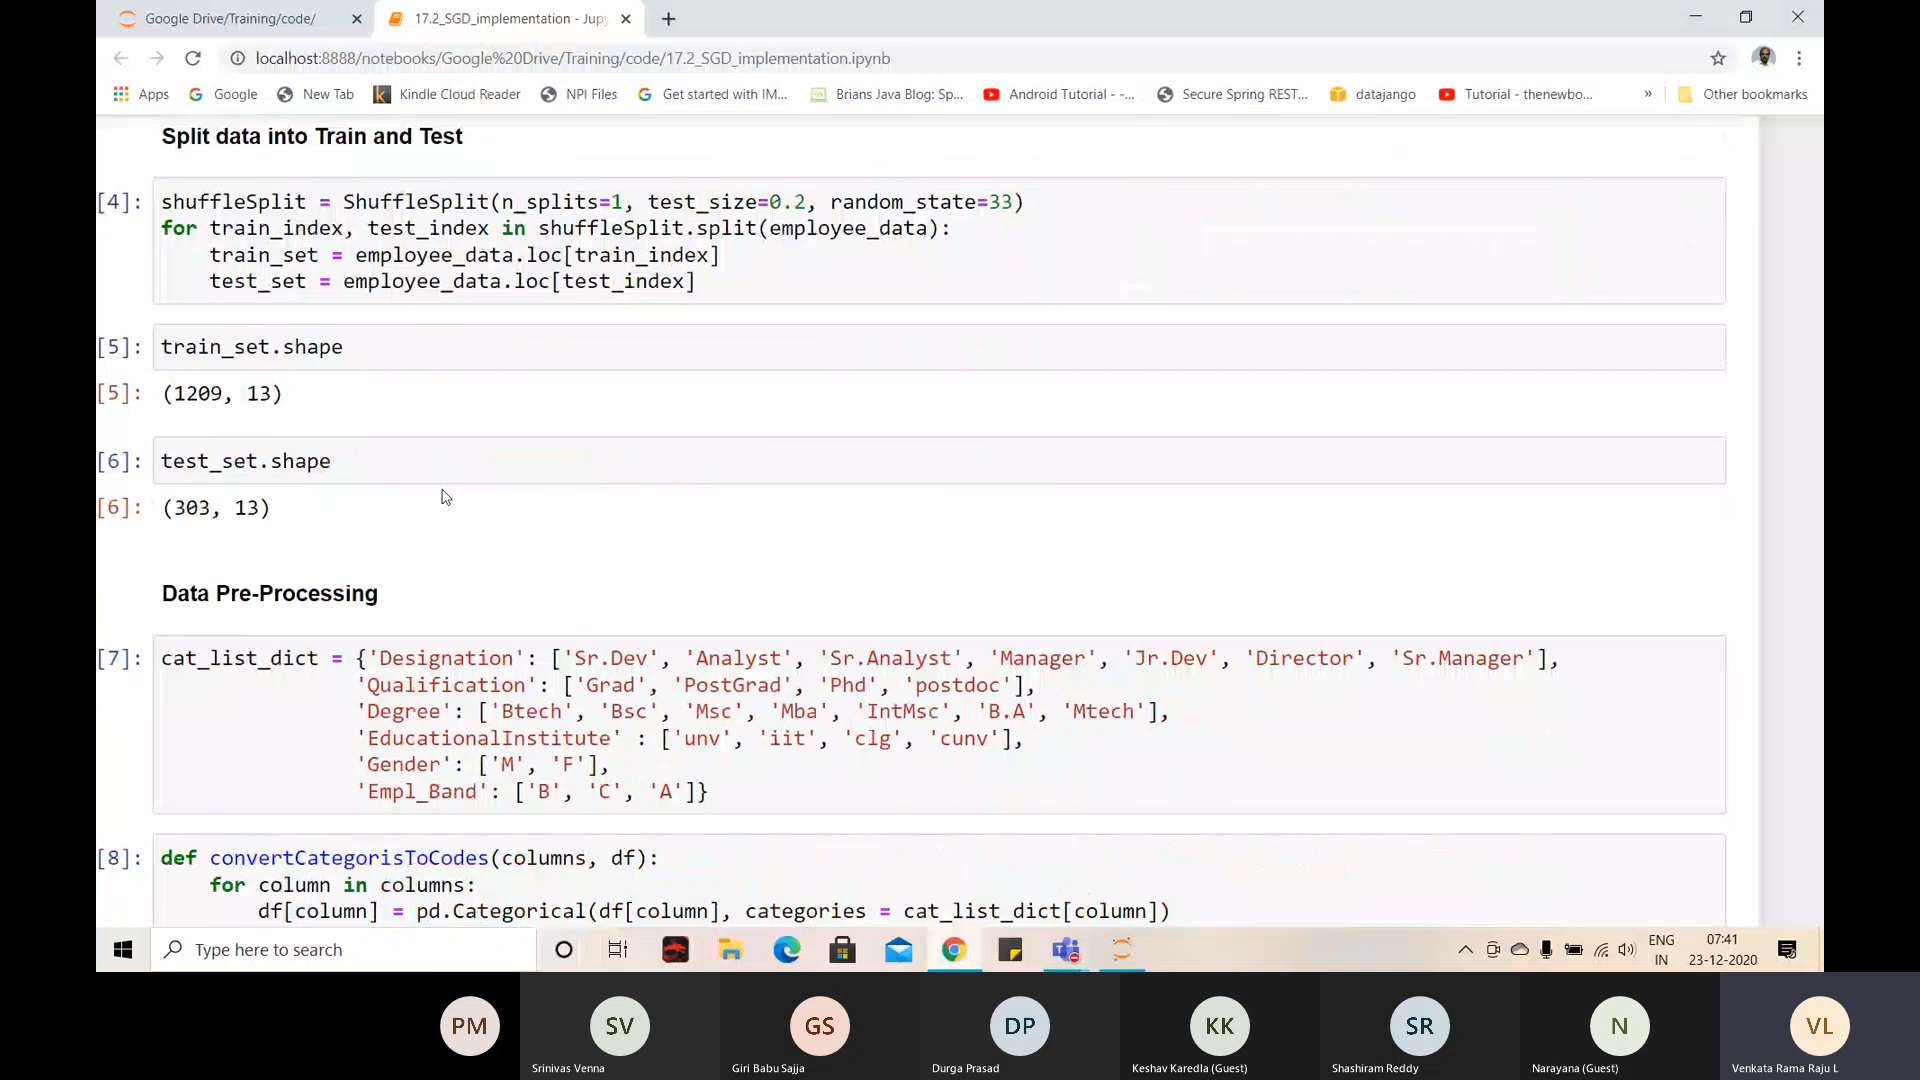 Google Drive/Training/code/
17.2_SGD_implementation - Jupy
localhost:8888/notebooks/Google%20Drive/Training/code/17.2_SGD_implementation.ipynb
Apps Google New Tab Kindle Cloud Reader NPI Files Get started with IM... Brians Java Blog: Sp... Android Tutorial - -... Secure Spring REST... datajango Tutorial - thenewbo... » Other bookmarks
Split data into Train and Test
[4]: shuffleSplit = ShuffleSplit(n_splits=1, test_size=0.2, random_state=33)
for train_index, test_index in shuffleSplit.split(employee_data):
train_set = employee_data.loc[train_index]
test_set = employee_data.loc[test_index]
[5]: train_set.shape
[5]: (1209, 13)
[6]: test_set.shape
[6]: (303, 13)
Data Pre-Processing
[7]: cat_list_dict = {'Designation': ['Sr.Dev', 'Analyst', 'Sr.Analyst', 'Manager', 'Jr.Dev', 'Director', 'Sr.Manager'],
'Qualification': ['Grad', 'PostGrad', 'Phd', 'postdoc'],
'Degree': ['Btech', 'Bsc', 'Msc', 'Mba', 'IntMsc', 'B.A', 'Mtech'],
'EducationalInstitute' : ['unv', 'iit', 'clg', 'cunv'],
'Gender': ['M', 'F'],
'Empl_Band': ['B', 'C', 'A']}
[8]: def convertCategorisToCodes(columns, df):
for column in columns:
df[column] = pd.Categorical(df[column], categories = cat_list_dict[column])
Type here to search
ENG
IN
07:41
23-12-2020
PM SV GS DP KK SR N VL
Srinivas Venna Giri Babu Sajja Durga Prasad Keshav Karedla (Guest) Shashiram Reddy Narayana (Guest) Venkata Rama Raju L